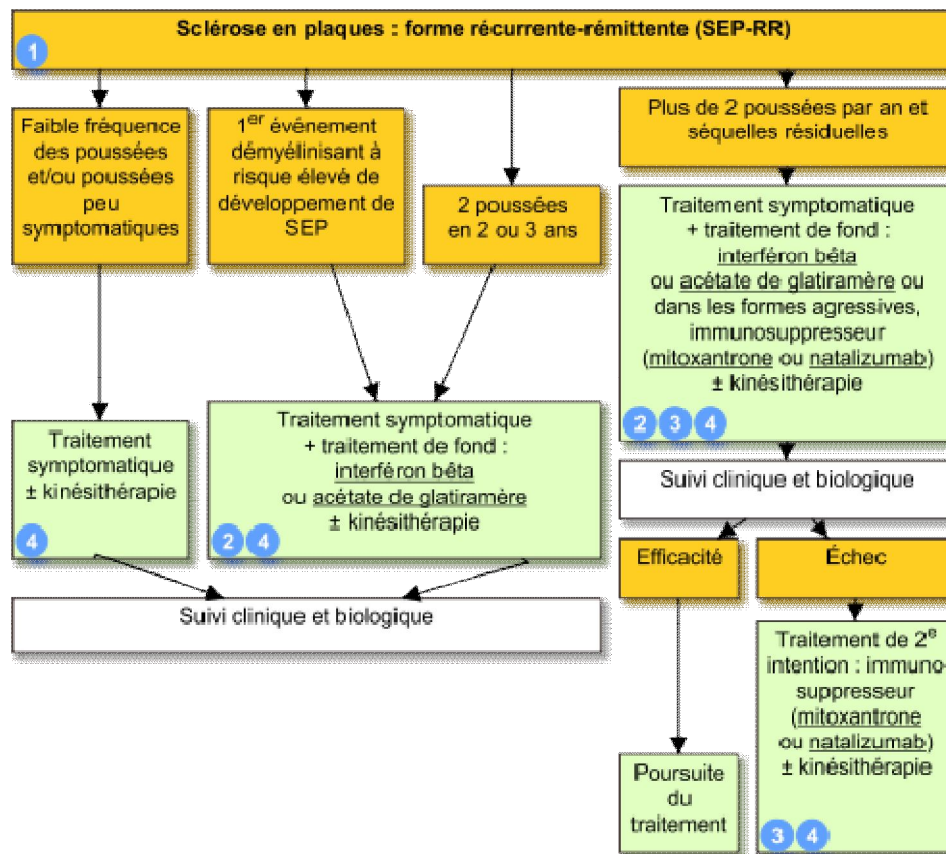 Sclérose en plaques : forme récurrente-rémittente (SEP-RR)
1
Faible fréquence
des poussées
et/ou poussées
peu
symptomatiques
1er événement
démyélinisant à
risque élevé de
développement de
SEP
2 poussées
en 2 ou 3 ans
Plus de 2 poussées par an et
séquelles résiduelles
Traitement symptomatique
+ traitement de fond :
interféron bêta
ou acétate de glatiramère ou
dans les formes agressives,
immunosuppresseur
(mitoxantrone ou natalizumab)
± kinésithérapie
2 3 4
Traitement
symptomatique
± kinésithérapie
4
Traitement symptomatique
+ traitement de fond :
interféron bêta
ou acétate de glatiramère
± kinésithérapie
2 4
Suivi clinique et biologique
Suivi clinique et biologique
Efficacité
Échec
Poursuite
du
traitement
Traitement de 2e
intention : immuno-
suppresseur
(mitoxantrone
ou natalizumab)
± kinésithérapie
3 4